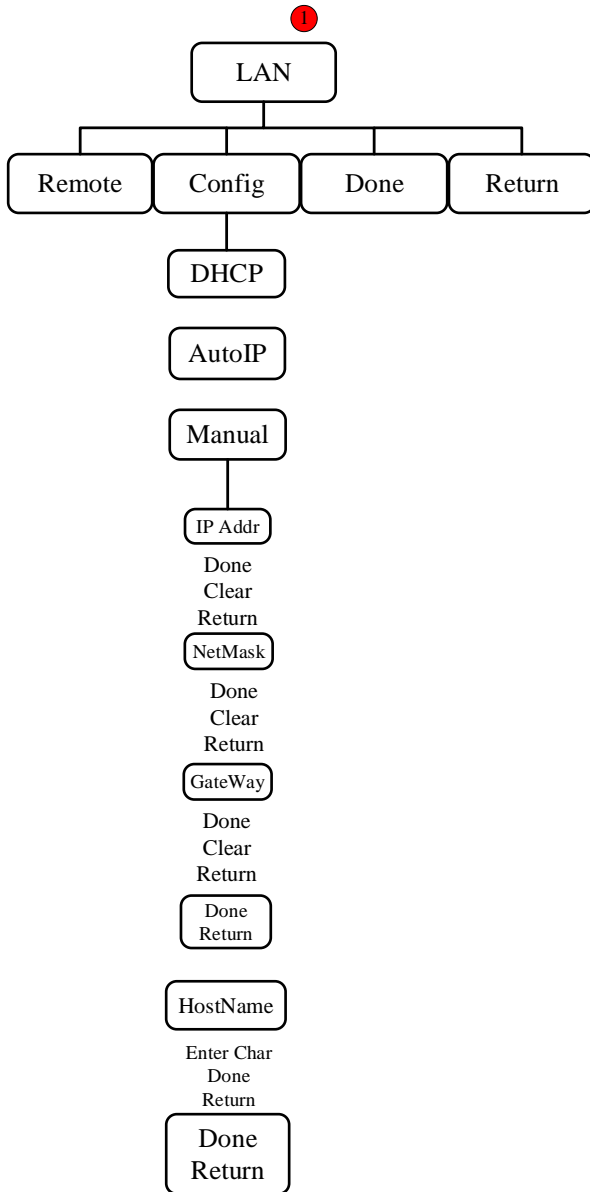 1
LAN
Remote
Config
Done
Return
DHCP
AutoIP
Manual
IP Addr
Done
Clear
Return
NetMask
Done
Clear
Return
GateWay
Done
Clear
Return
Done
Return
HostName
Enter Char
Done
Return
Done
Return